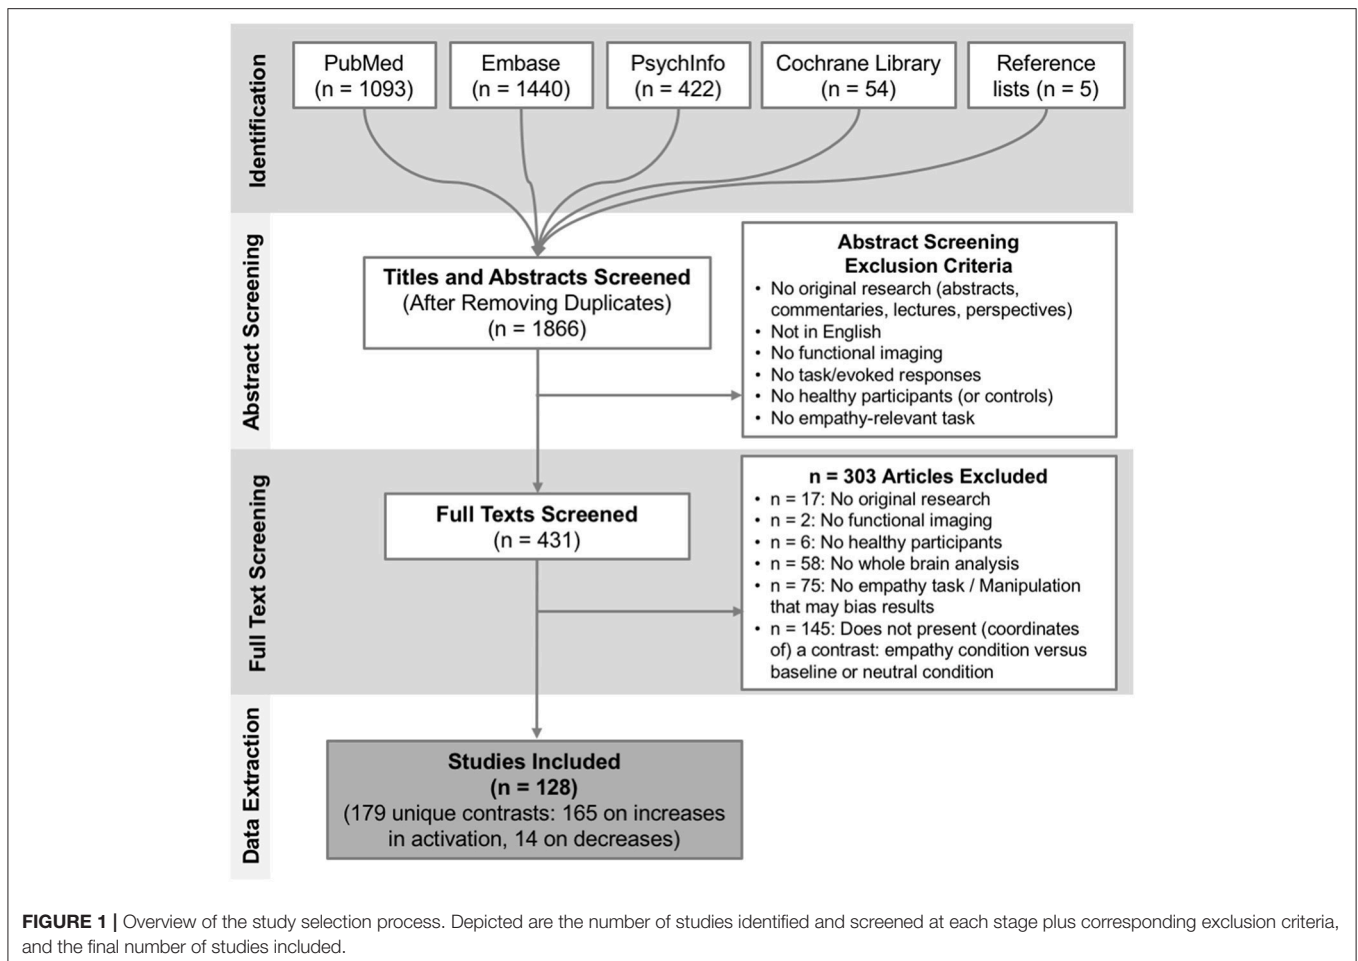 Identification
PubMed
(n = 1093)
Embase
(n = 1440)
PsychInfo
(n = 422)
Cochrane Library
(n = 54)
Reference
lists (n = 5)
Abstract Screening
Titles and Abstracts Screened
(After Removing Duplicates)
(n = 1866)
Abstract Screening
Exclusion Criteria
• No original research (abstracts,
commentaries, lectures, perspectives)
• Not in English
• No functional imaging
• No task/evoked responses
• No healthy participants (or controls)
• No empathy-relevant task
Full Text Screening
Full Texts Screened
(n = 431)
n = 303 Articles Excluded
• n = 17: No original research
• n = 2: No functional imaging
• n = 6: No healthy participants
• n = 58: No whole brain analysis
• n = 75: No empathy task / Manipulation
that may bias results
• n = 145: Does not present (coordinates
of) a contrast: empathy condition versus
baseline or neutral condition
Data Extraction
Studies Included
(n = 128)
(179 unique contrasts: 165 on increases
in activation, 14 on decreases)
FIGURE 1 | Overview of the study selection process. Depicted are the number of studies identified and screened at each stage plus corresponding exclusion criteria,
and the final number of studies included.